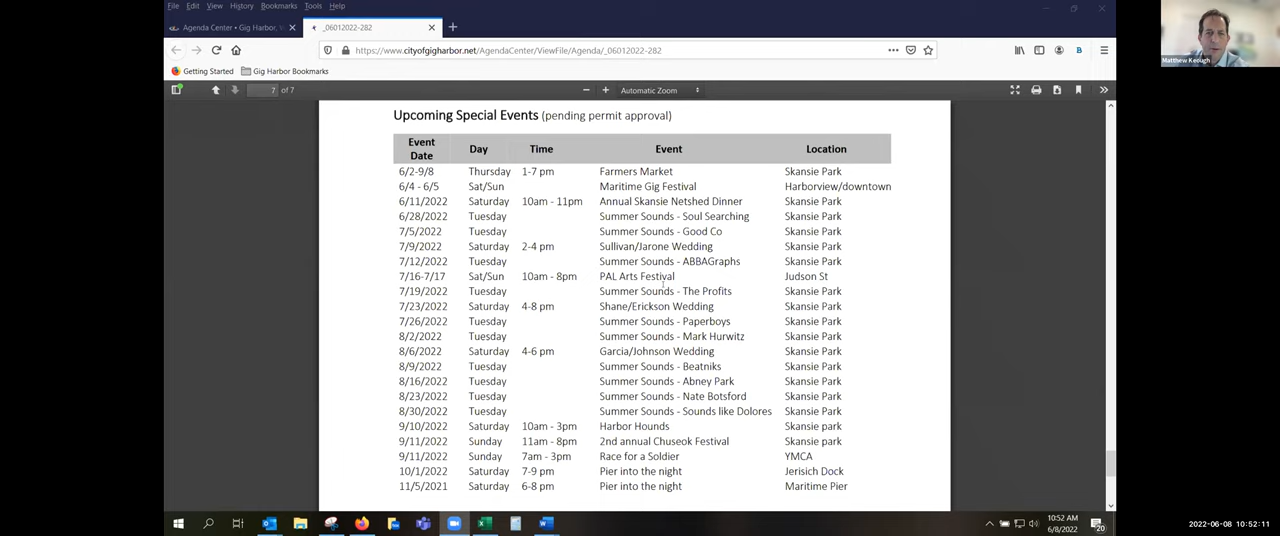 File Edit View History Bookmarks Tools Help
Agenda Center • Gig Harbor, _06012022-282
https://www.cityofgigharbor.net/AgendaCenter/ViewFile/Agenda/_06012022-282
Getting Started Gig Harbor Bookmarks
7 of 7 Automatic Zoom
Matthew Keough
Upcoming Special Events (pending permit approval)
Event Date Day Time Event Location
6/2-9/8 Thursday 1-7 pm Farmers Market Skansie Park
6/4 - 6/5 Sat/Sun Maritime Gig Festival Harborview/downtown
6/11/2022 Saturday 10am - 11pm Annual Skansie Netshed Dinner Skansie Park
6/28/2022 Tuesday Summer Sounds - Soul Searching Skansie Park
7/5/2022 Tuesday Summer Sounds - Good Co Skansie Park
7/9/2022 Saturday 2-4 pm Sullivan/Jarone Wedding Skansie Park
7/12/2022 Tuesday Summer Sounds - ABBAGraphs Skansie Park
7/16-7/17 Sat/Sun 10am - 8pm PAL Arts Festival Judson St
7/19/2022 Tuesday Summer Sounds - The Profits Skansie Park
7/23/2022 Saturday 4-8 pm Shane/Erickson Wedding Skansie Park
7/26/2022 Tuesday Summer Sounds - Paperboys Skansie Park
8/2/2022 Tuesday Summer Sounds - Mark Hurwitz Skansie Park
8/6/2022 Saturday 4-6 pm Garcia/Johnson Wedding Skansie Park
8/9/2022 Tuesday Summer Sounds - Beatniks Skansie Park
8/16/2022 Tuesday Summer Sounds - Abney Park Skansie Park
8/23/2022 Tuesday Summer Sounds - Nate Botsford Skansie Park
8/30/2022 Tuesday Summer Sounds - Sounds like Dolores Skansie Park
9/10/2022 Saturday 10am - 3pm Harbor Hounds Skansie park
9/11/2022 Sunday 11am - 8pm 2nd annual Chuseok Festival Skansie park
9/11/2022 Sunday 7am - 3pm Race for a Soldier YMCA
10/1/2022 Saturday 7-9 pm Pier into the night Jerisich Dock
11/5/2021 Saturday 6-8 pm Pier into the night Maritime Pier
10:52 AM
6/8/2022
20
2022-06-08 10:52:11